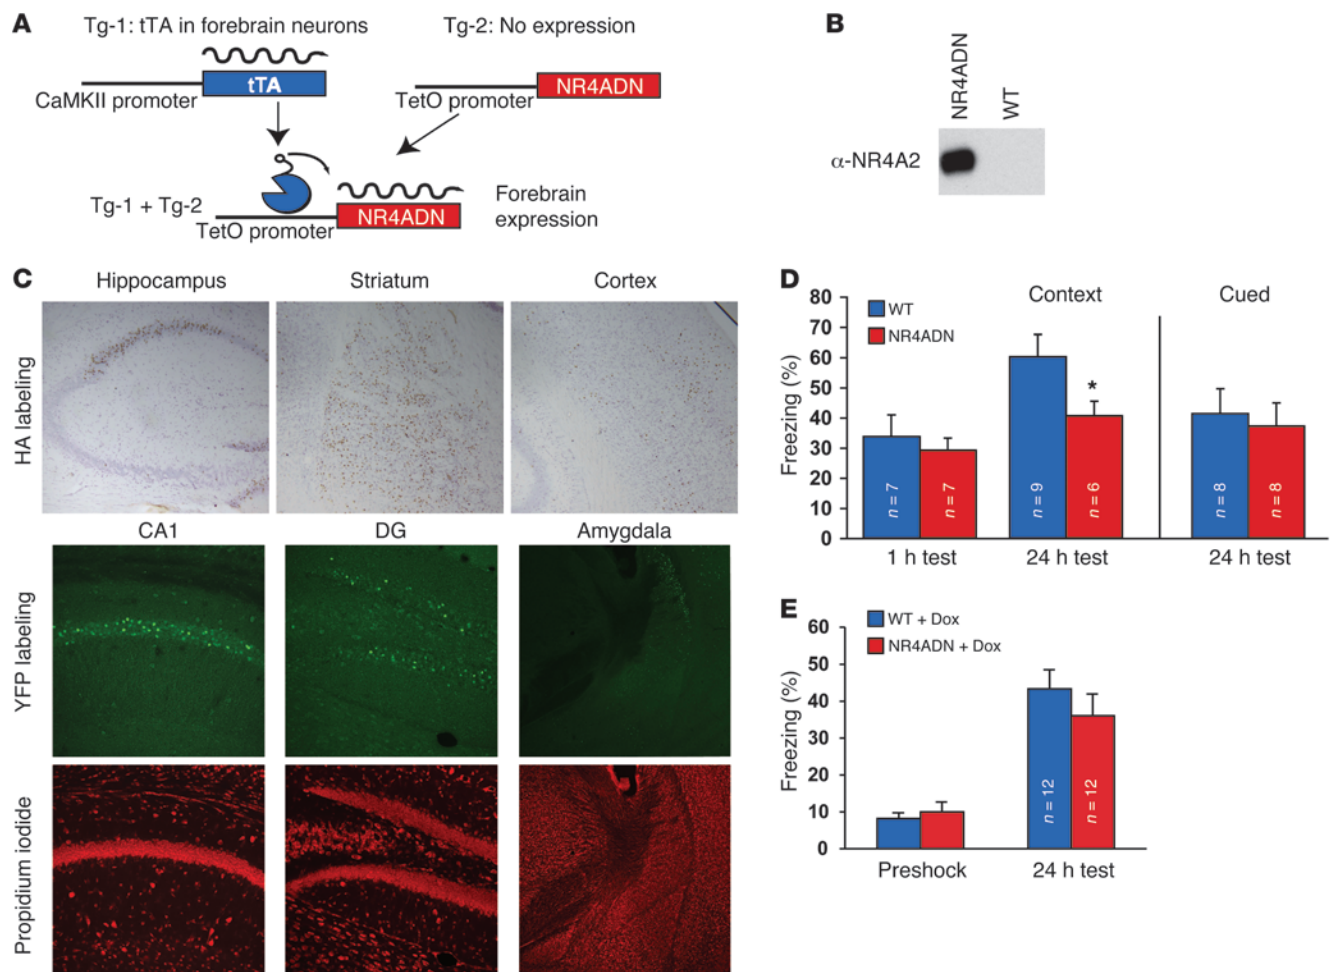 A
Tg-1: tTA in forebrain neurons
Tg-2: No expression
tTA
CaMKII promoter
NR4ADN
TetO promoter
Tg-1 + Tg-2
TetO promoter
NR4ADN
Forebrain
expression
B
NR4ADN
WT
α-NR4A2
C
Hippocampus
Striatum
Cortex
HA labeling
CA1
DG
Amygdala
YFP labeling
Propidium iodide
D
Context
Cued
WT
NR4ADN
Freezing (%)
80
70
60
50
40
30
20
10
0
n = 7
n = 7
n = 9
n = 6
*
n = 8
n = 8
1 h test
24 h test
24 h test
E
WT + Dox
NR4ADN + Dox
Freezing (%)
60
50
40
30
20
10
0
n = 12
n = 12
Preshock
24 h test